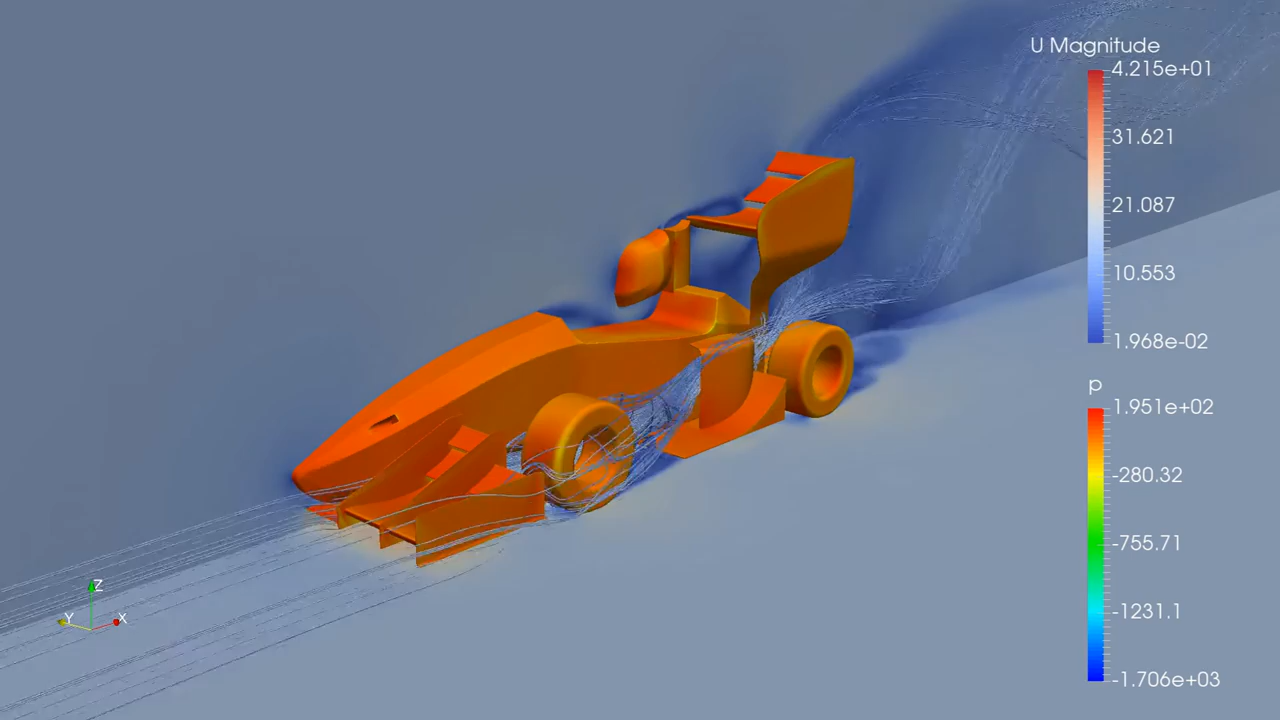 U Magnitude
4.215e+01
31.621
21.087
10.553
1.968e-02
p
1.951e+02
-280.32
-755.71
-1231.1
-1.706e+03
Z
Y
X